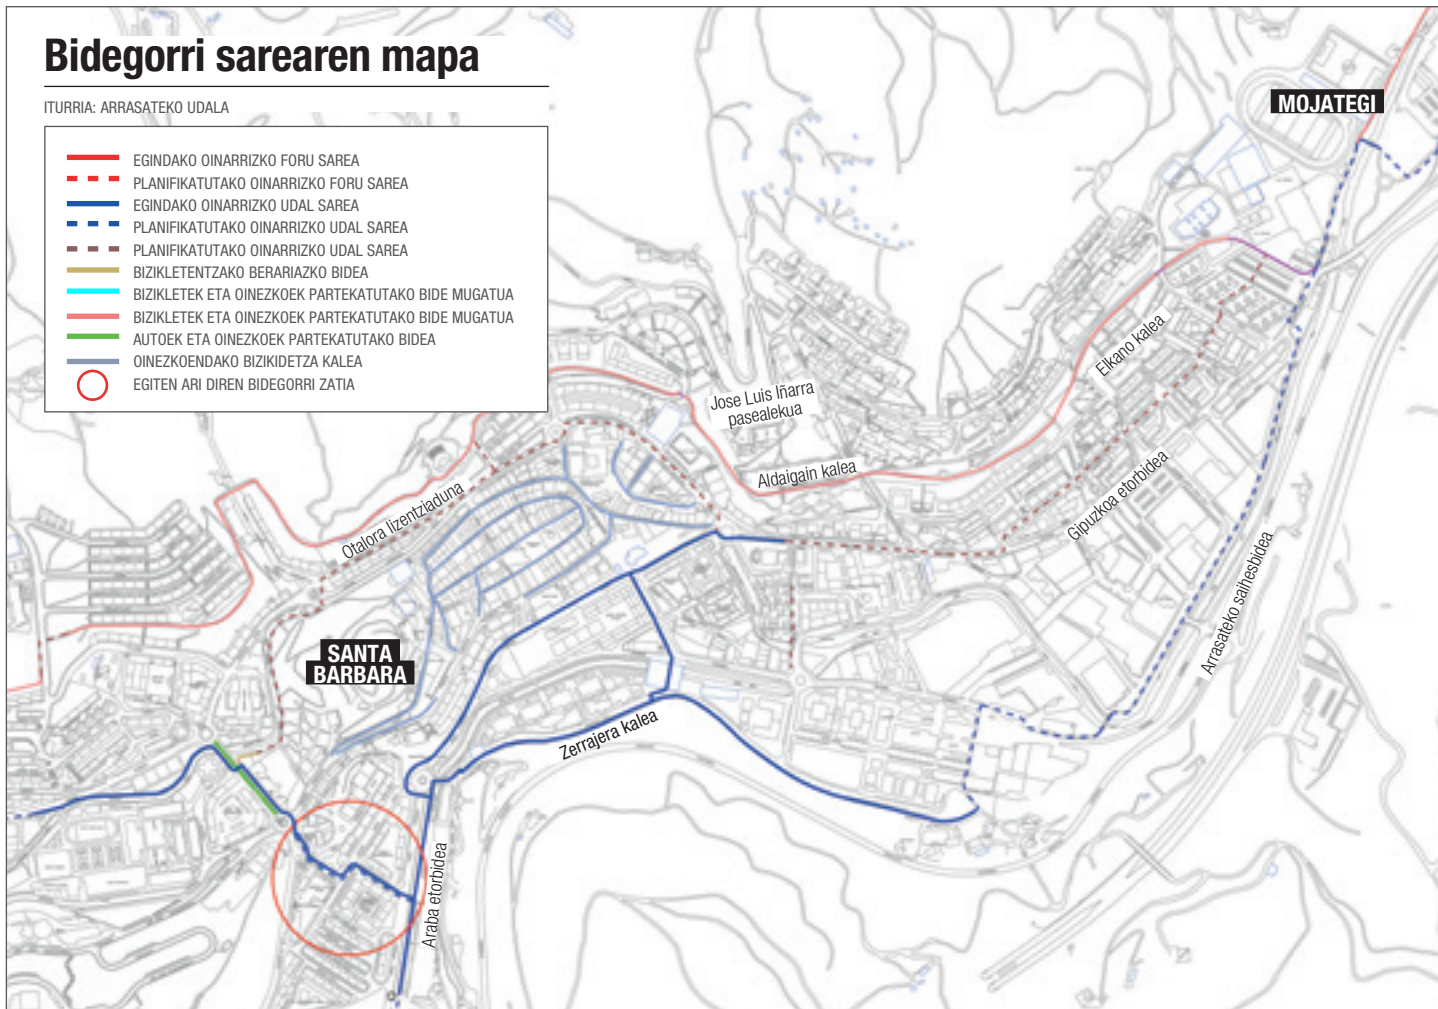 Bidegorri sarearen mapa
ITURRIA: ARRASATEKO UDALA
EGINDAKO OINARRIZKO FORU SAREA
PLANIFIKATUTAKO OINARRIZKO FORU SAREA
EGINDAKO OINARRIZKO UDAL SAREA
PLANIFIKATUTAKO OINARRIZKO UDAL SAREA
PLANIFIKATUTAKO OINARRIZKO UDAL SAREA
BIZIKLETENTZAKO BERARIAZKO BIDEA
BIZIKLETEK ETA OINEZKOEK PARTEKATUTAKO BIDE MUGATUA
BIZIKLETEK ETA OINEZKOEK PARTEKATUTAKO BIDE MUGATUA
AUTOEK ETA OINEZKOEK PARTEKATUTAKO BIDEA
OINEZKOENDAKO BIZIKIDETZA KALEA
EGITEN ARI DIREN BIDEGORRI ZATIA
MOJATEGI
Elkano kalea
Jose Luis Iñarra
pasealekua
Aldaigain kalea
Gipuzkoa etorbidea
Otalora lizentziaduna
Arrasateko saihesbidea
SANTA
BARBARA
Zerrajera kalea
Araba etorbidea